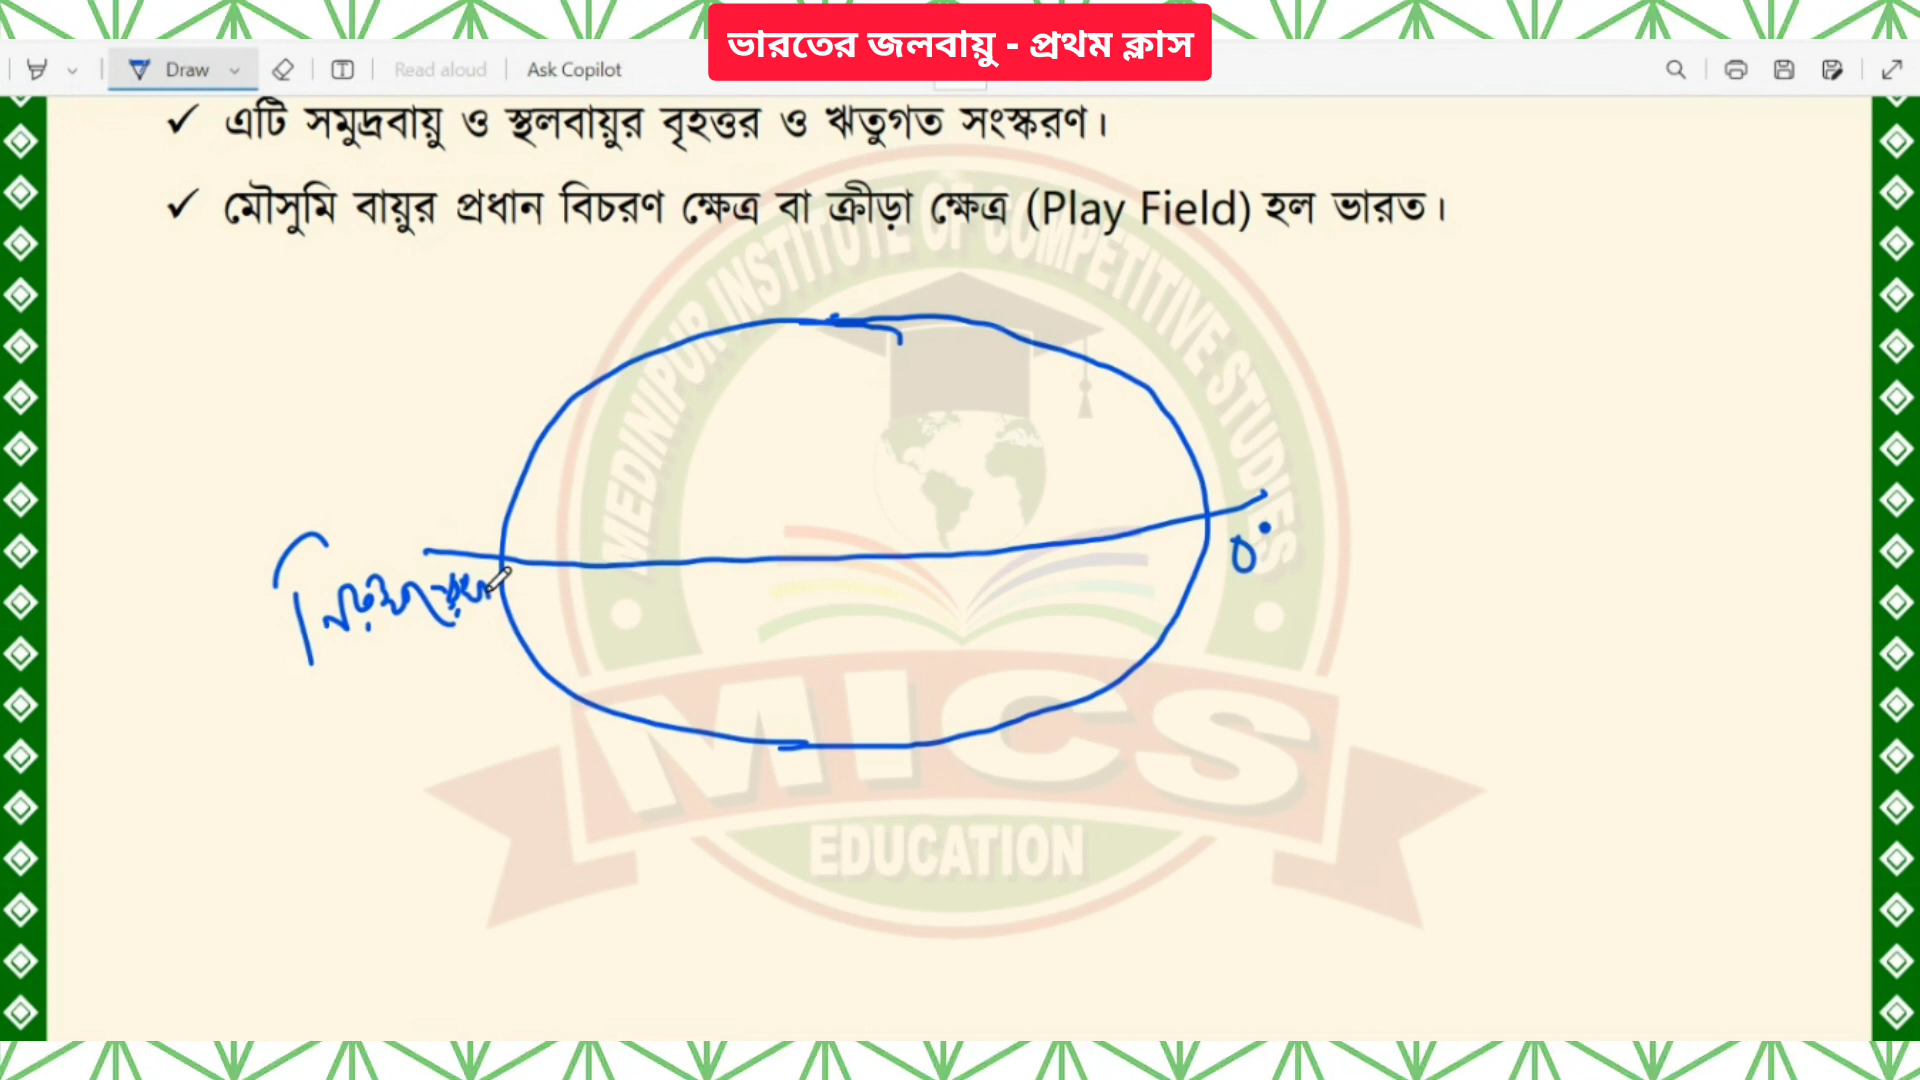 ভারতের জলবায়ু - প্রথম ক্লাস
Draw
Read aloud
Ask Copilot
✓ এটি সমুদ্রবায়ু ও স্থলবায়ুর বৃহত্তর ও ঋতুগত সংস্করণ।
✓ মৌসুমি বায়ুর প্রধান বিচরণ ক্ষেত্র বা ক্রীড়া ক্ষেত্র (Play Field) হল ভারত।
MEDINIPUR INSTITUTE OF COMPETITIVE STUDIES
0°
MICS
EDUCATION